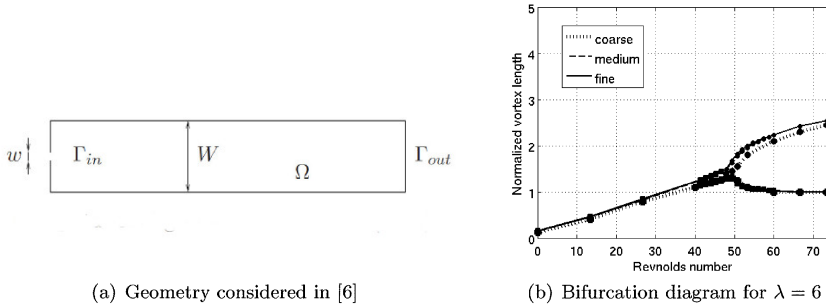 w
Γin
W
Ω
Γout
(a) Geometry considered in [6]
Normalized vortex length
5
4
3
2
1
0
coarse
medium
fine
0 10 20 30 40 50 60 70
Reynolds number
(b) Bifurcation diagram for λ = 6